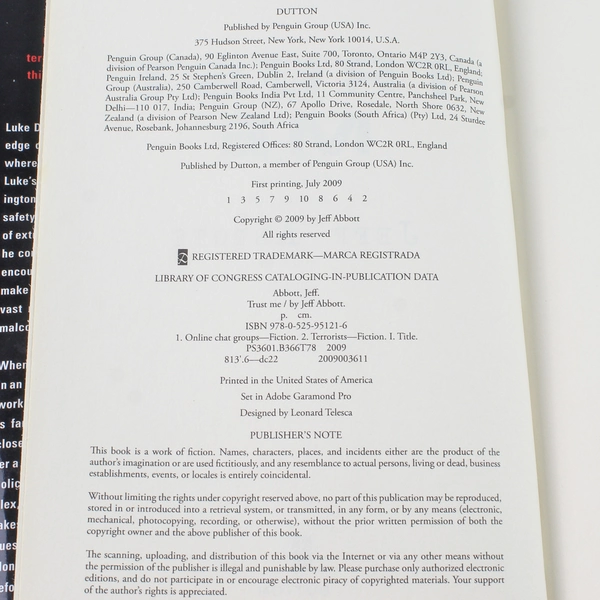 DUTTON
Published by Penguin Group (USA) Inc.
375 Hudson Street, New York, New York 10014, U.S.A.
Penguin Group (Canada), 90 Eglinton Avenue East, Suite 700, Toronto, Ontario M4P 2Y3, Canada (a
division of Pearson Penguin Canada Inc.); Penguin Books Ltd, 80 Strand, London WC2R 0RL, England;
Penguin Ireland, 25 St Stephen's Green, Dublin 2, Ireland (a division of Penguin Books Ltd); Penguin
Group (Australia), 250 Camberwell Road, Camberwell, Victoria 3124, Australia (a division of Pearson
Australia Group Pty Ltd); Penguin Books India Pvt Ltd, 11 Community Centre, Panchsheel Park, New
Delhi—110 017, India; Penguin Group (NZ), 67 Apollo Drive, Rosedale, North Shore 0632, New
Zealand (a division of Pearson New Zealand Ltd); Penguin Books (South Africa) (Pty) Ltd, 24 Sturdee
Avenue, Rosebank, Johannesburg 2196, South Africa
Penguin Books Ltd, Registered Offices: 80 Strand, London WC2R 0RL, England
Published by Dutton, a member of Penguin Group (USA) Inc.
First printing, July 2009
1 3 5 7 9 10 8 6 4 2
Copyright © 2009 by Jeff Abbott
All rights reserved
REGISTERED TRADEMARK—MARCA REGISTRADA
LIBRARY OF CONGRESS CATALOGING-IN-PUBLICATION DATA
Abbott, Jeff.
Trust me / by Jeff Abbott.
p. cm.
ISBN 978-0-525-95121-6
1. Online chat groups—Fiction. 2. Terrorists—Fiction. I. Title.
PS3601.B366T78 2009
813'.6—dc22 2009003611
Printed in the United States of America
Set in Adobe Garamond Pro
Designed by Leonard Telesca
PUBLISHER'S NOTE
This book is a work of fiction. Names, characters, places, and incidents either are the product of the
author's imagination or are used fictitiously, and any resemblance to actual persons, living or dead, business
establishments, events, or locales is entirely coincidental.
Without limiting the rights under copyright reserved above, no part of this publication may be reproduced,
stored in or introduced into a retrieval system, or transmitted, in any form, or by any means (electronic,
mechanical, photocopying, recording, or otherwise), without the prior written permission of both the
copyright owner and the above publisher of this book.
The scanning, uploading, and distribution of this book via the Internet or via any other means without
the permission of the publisher is illegal and punishable by law. Please purchase only authorized electronic
editions, and do not participate in or encourage electronic piracy of copyrighted materials. Your support
of the author's rights is appreciated.
Luke
edge
where
Luke's
safety
of
he